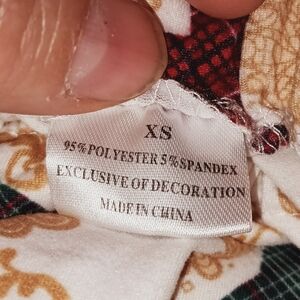 XS
95% POLYESTER 5% SPANDEX
EXCLUSIVE OF DECORATION
MADE IN CHINA